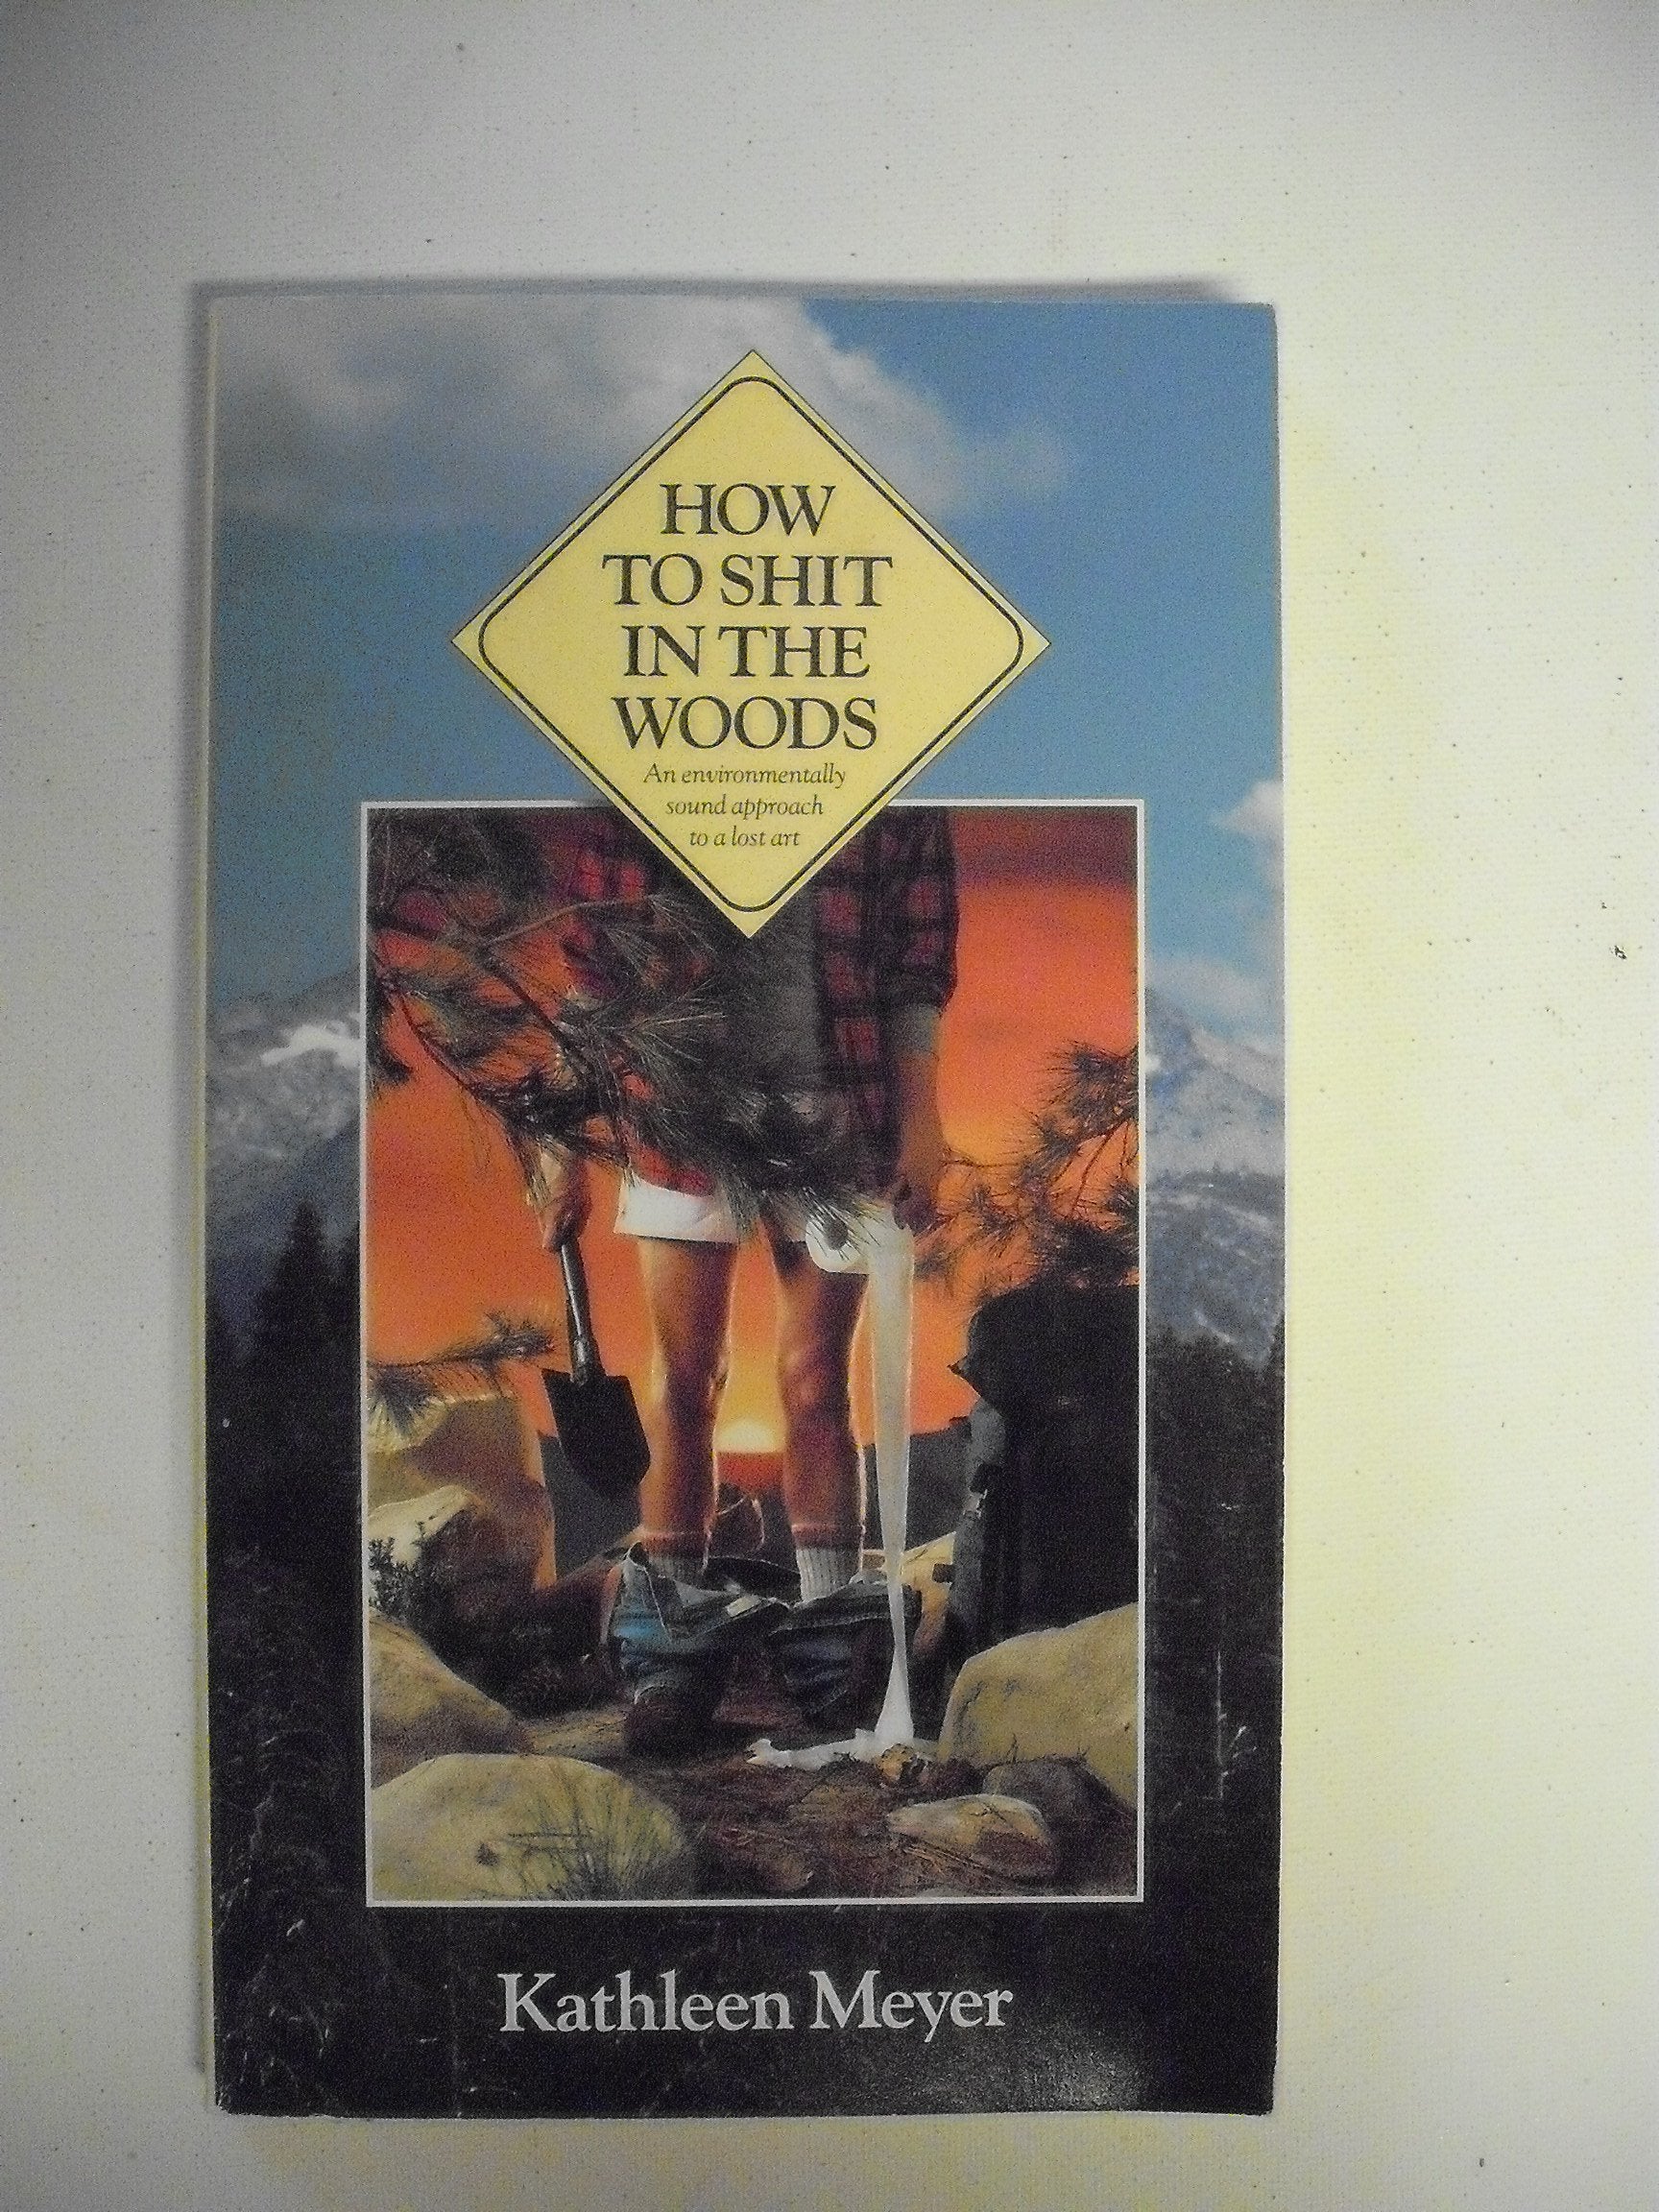 HOW
TO SHIT
IN THE
WOODS
An environmentally
sound approach
to a lost art
Kathleen Meyer